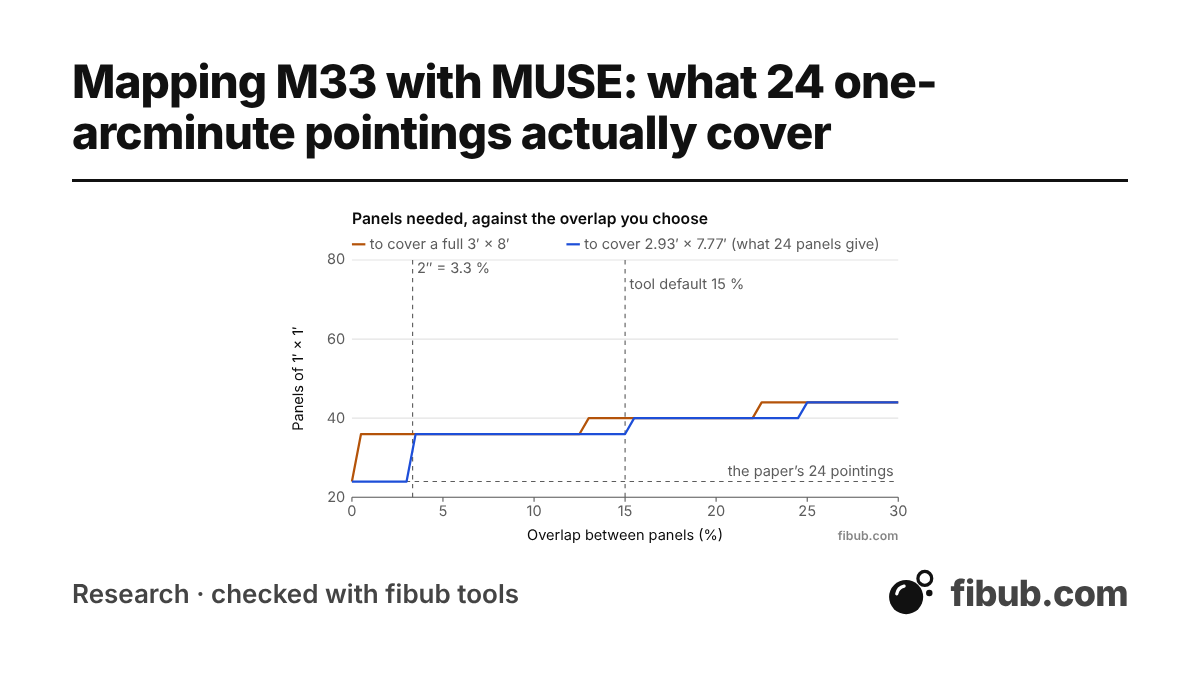 Mapping M33 with MUSE: what 24 one-
arcminute pointings actually cover
Panels needed, against the overlap you choose
to cover a full 3′ × 8′
to cover 2.93′ × 7.77′ (what 24 panels give)
80
2″ = 3.3 %
tool default 15 %
60
Panels of 1′ × 1′
40
the paper’s 24 pointings
20
0 5 10 15 20 25 30
Overlap between panels (%)
fibub.com
Research · checked with fibub tools
fibub.com